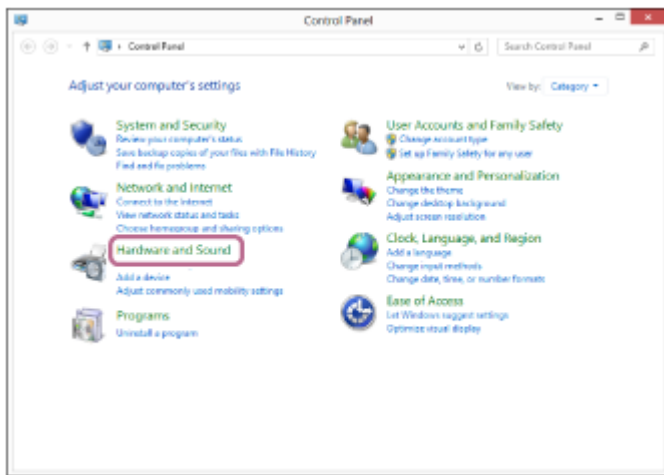 Control Panel
Control Panel
Search Control Panel
Adjust your computer's settings
View by: Category
System and Security
Review your computer's status
Save backup copies of your files with File History
Find and fix problems
Network and Internet
Connect to the Internet
View network status and tasks
Choose homegroup and sharing options
Hardware and Sound
Add a device
Adjust commonly used mobility settings
Programs
Uninstall a program
User Accounts and Family Safety
Change account type
Set up Family Safety for any user
Appearance and Personalization
Change the theme
Change desktop background
Adjust screen resolution
Clock, Language, and Region
Add a language
Change input methods
Change date, time, or number formats
Ease of Access
Let Windows suggest settings
Optimize visual display